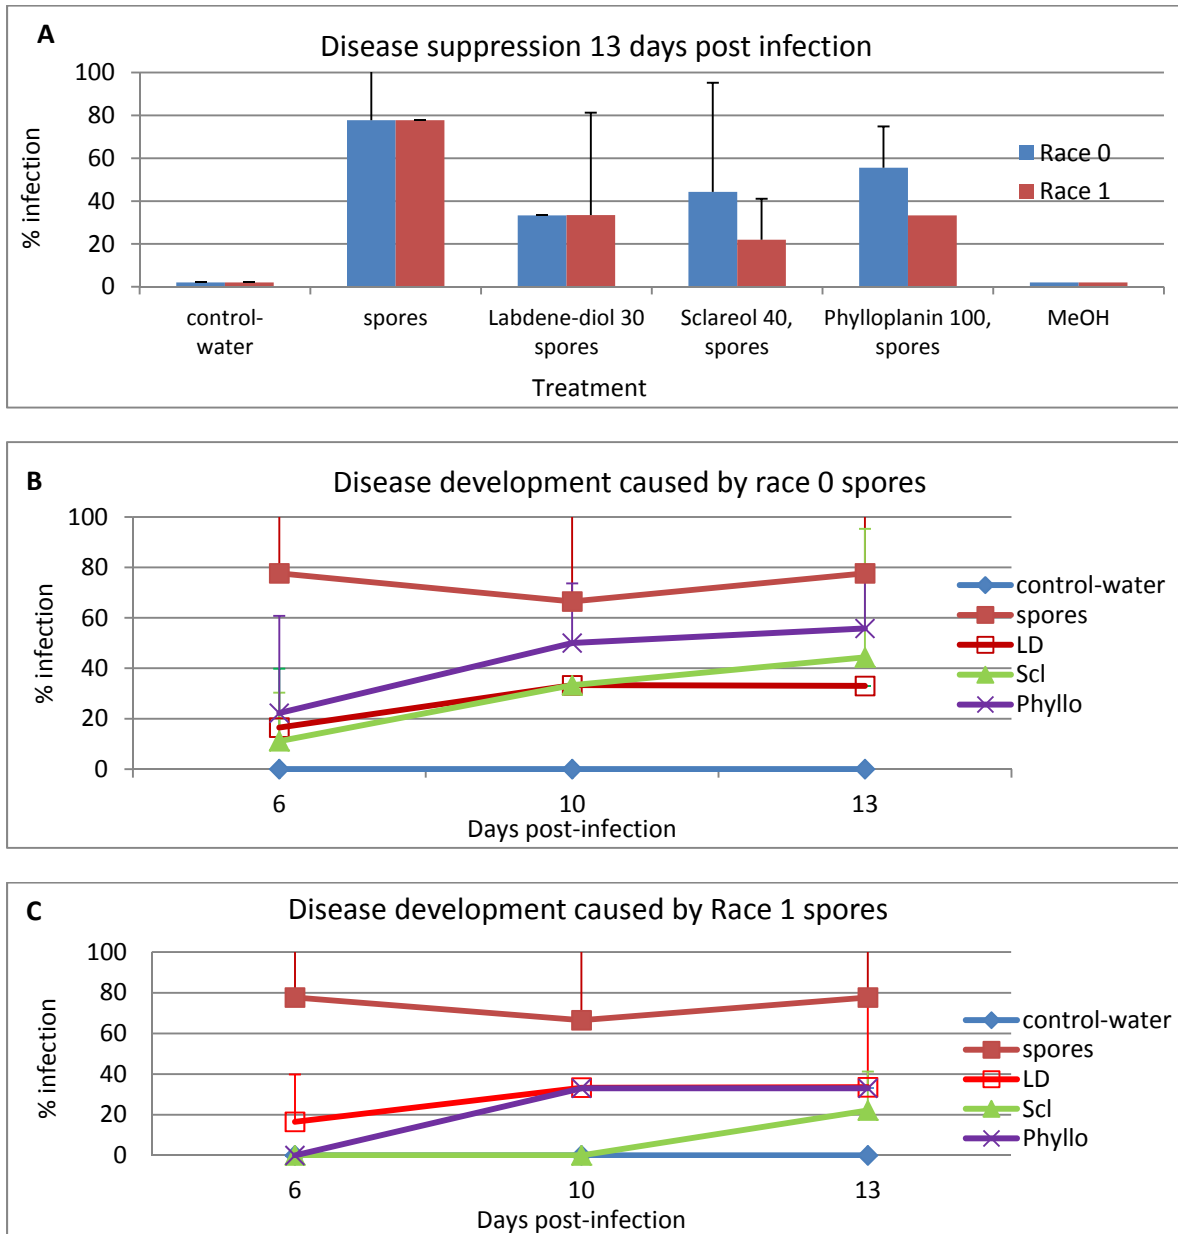 A
Disease suppression 13 days post infection
100
80
60
40
20
0
% infection
Race 0
Race 1
control-water
spores
Labdene-diol 30 spores
Sclareol 40, spores
Phylloplanin 100, spores
MeOH
Treatment
B
Disease development caused by race 0 spores
100
80
60
40
20
0
% infection
control-water
spores
LD
Scl
Phyllo
6
10
13
Days post-infection
C
Disease development caused by Race 1 spores
100
80
60
40
20
0
% infection
control-water
spores
LD
Scl
Phyllo
6
10
13
Days post-infection